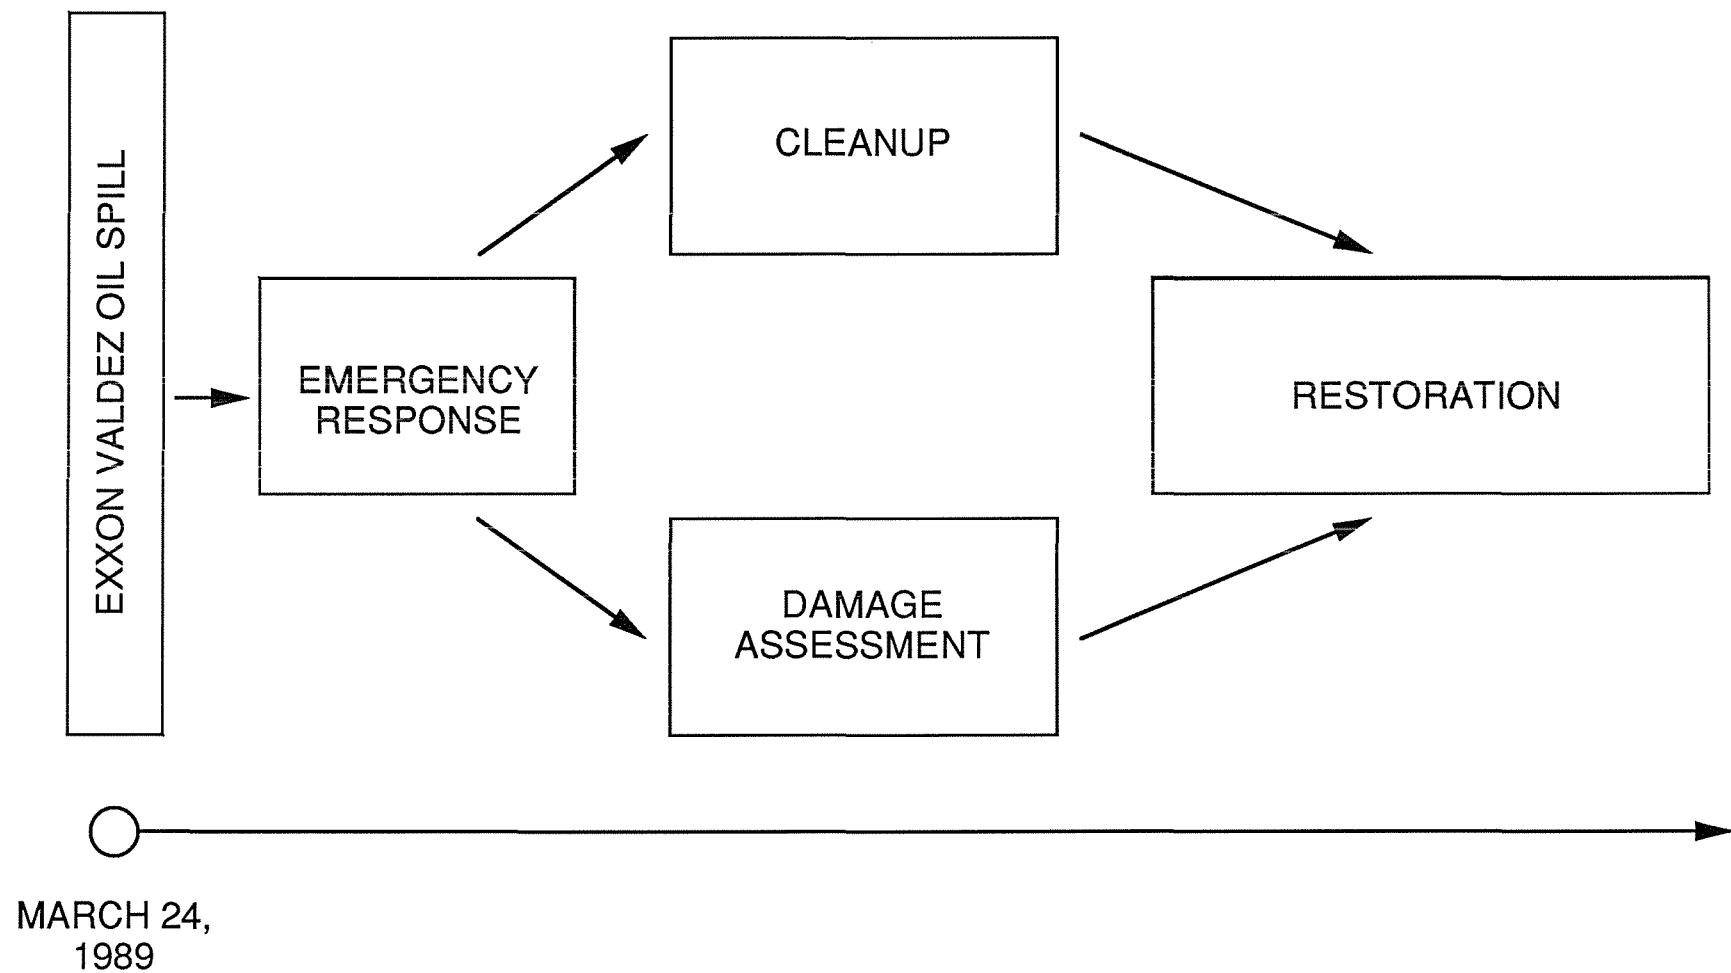 EXXON VALDEZ OIL SPILL
EMERGENCY
RESPONSE
CLEANUP
DAMAGE
ASSESSMENT
RESTORATION
MARCH 24,
1989